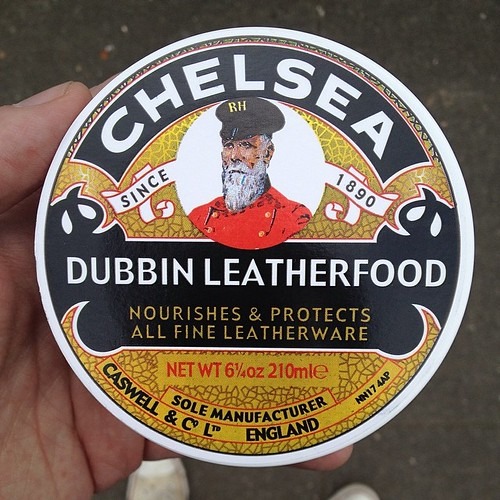 CHELSEA
RH
SINCE
1890
DUBBIN LEATHERFOOD
NOURISHES & PROTECTS
ALL FINE LEATHERWARE
NET WT 6¼oz 210ml℮
SOLE MANUFACTURER
CASWELL & Cº LTD ENGLAND
NN17 4AP